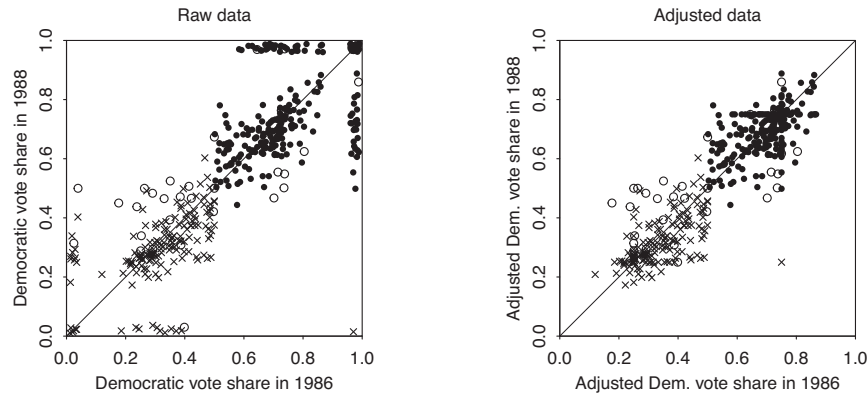 Raw data
Democratic vote share in 1988
0.0 0.2 0.4 0.6 0.8 1.0
0.0 0.2 0.4 0.6 0.8 1.0
Democratic vote share in 1986
Adjusted data
Adjusted Dem. vote share in 1988
0.0 0.2 0.4 0.6 0.8 1.0
0.0 0.2 0.4 0.6 0.8 1.0
Adjusted Dem. vote share in 1986